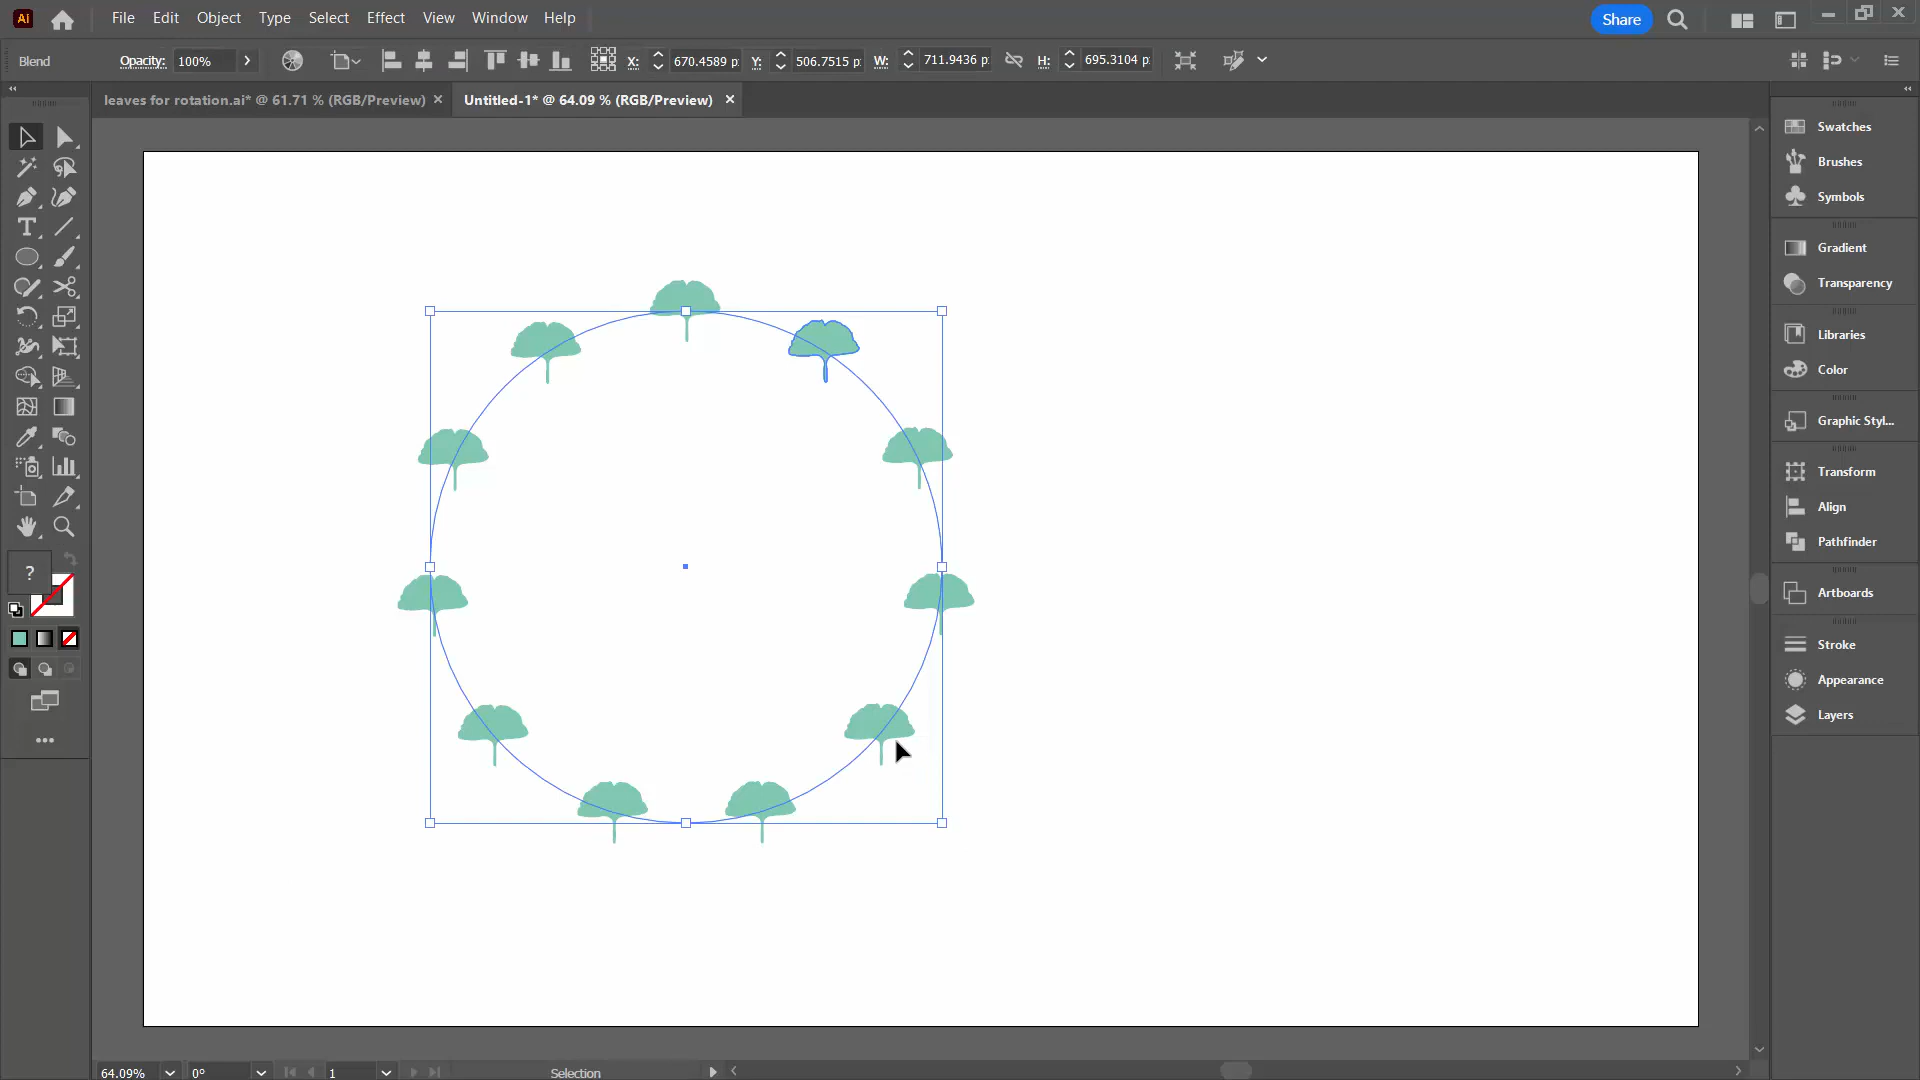 Ai
File Edit Object Type Select Effect View Window Help
Share
Blend
Opacity: 100%
X: 670.4589 p
Y: 506.7515 p
W: 711.9436 p
H: 695.3104 p
leaves for rotation.ai* @ 61.71 % (RGB/Preview)
Untitled-1* @ 64.09 % (RGB/Preview)
T
?
Swatches
Brushes
Symbols
Gradient
Transparency
Libraries
Color
Graphic Styl...
Transform
Align
Pathfinder
Artboards
Stroke
Appearance
Layers
64.09% 0° 1 Selection